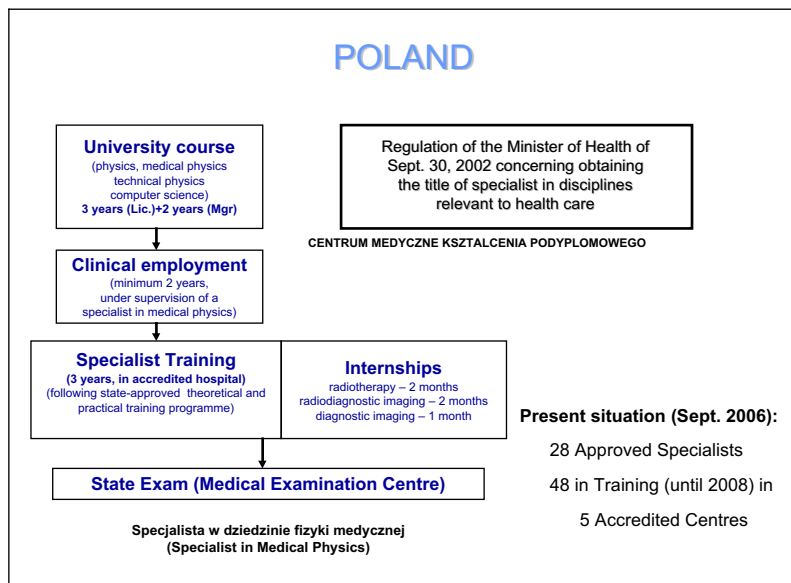 POLAND
University course
(physics, medical physics
technical physics
computer science)
3 years (Lic.)+2 years (Mgr)
Regulation of the Minister of Health of
Sept. 30, 2002 concerning obtaining
the title of specialist in disciplines
relevant to health care
CENTRUM MEDYCZNE KSZTALCENIA PODYPLOMOWEGO
Clinical employment
(minimum 2 years,
under supervision of a
specialist in medical physics)
Specialist Training
(3 years, in accredited hospital)
(following state-approved theoretical and
practical training programme)
Internships
radiotherapy – 2 months
radiodiagnostic imaging – 2 months
diagnostic imaging – 1 month
State Exam (Medical Examination Centre)
Specjalista w dziedzinie fizyki medycznej
(Specialist in Medical Physics)
Present situation (Sept. 2006):
28 Approved Specialists
48 in Training (until 2008) in
5 Accredited Centres